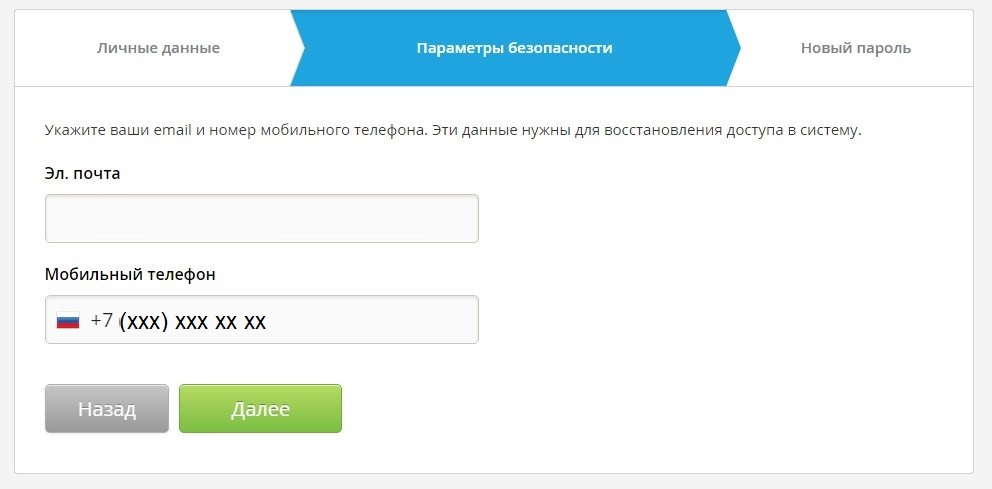 Личные данные
Параметры безопасности
Новый пароль
Укажите ваши email и номер мобильного телефона. Эти данные нужны для восстановления доступа в систему.
Эл. почта
Мобильный телефон
+7 (xxx) xxx xx xx
Назад
Далее